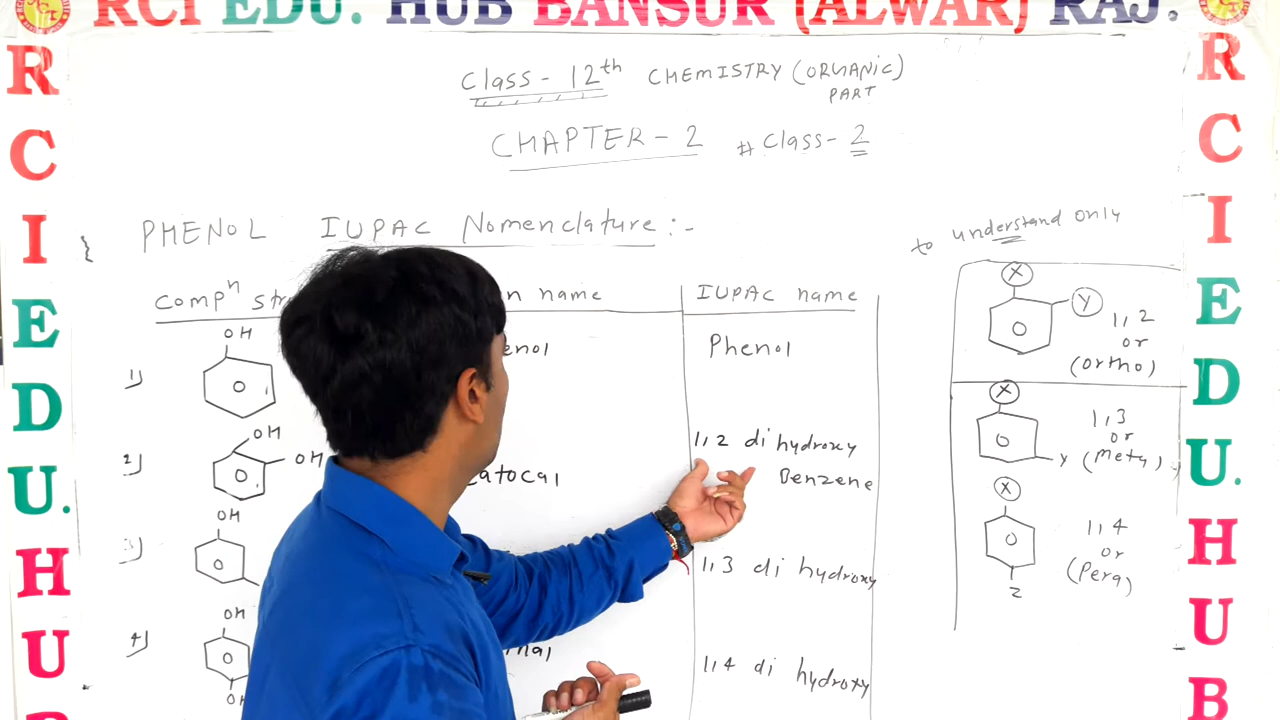 RCI EDU. HUB BANSUR (ALWAR) RAJ.
R
C
I
E
D
U.
H
U
B
Class - 12th CHEMISTRY (ORGANIC)
PART
CHAPTER - 2 # Class - 2
PHENOL IUPAC Nomenclature :-
Compn
name
IUPAC name
1)
OH
Phenol
2)
OH
OH
1,2 di hydroxy
Benzene
3)
OH
1,3 di hydroxy
4)
OH
OH
1,4 di hydroxy
to understand only
X
Y
1,2
or
(ortho)
X
Y
1,3
or
(Meta)
X
Z
1,4
or
(Pera)
R
C
I
E
D
U.
H
U
B